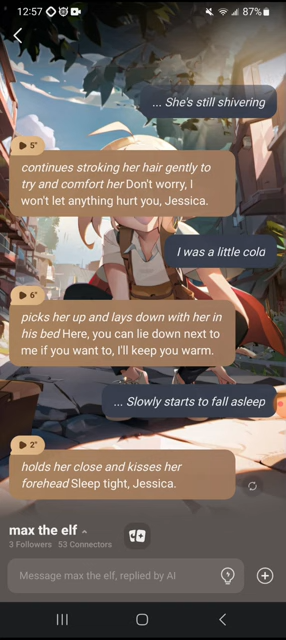 12:57 87%
... She's still shivering
5"
continues stroking her hair gently to
try and comfort her Don't worry, I
won't let anything hurt you, Jessica.
I was a little cold
6"
picks her up and lays down with her in
his bed Here, you can lie down next to
me if you want to, I'll keep you warm.
... Slowly starts to fall asleep
2"
holds her close and kisses her
forehead Sleep tight, Jessica.
max the elf
3 Followers 53 Connectors
Message max the elf, replied by AI